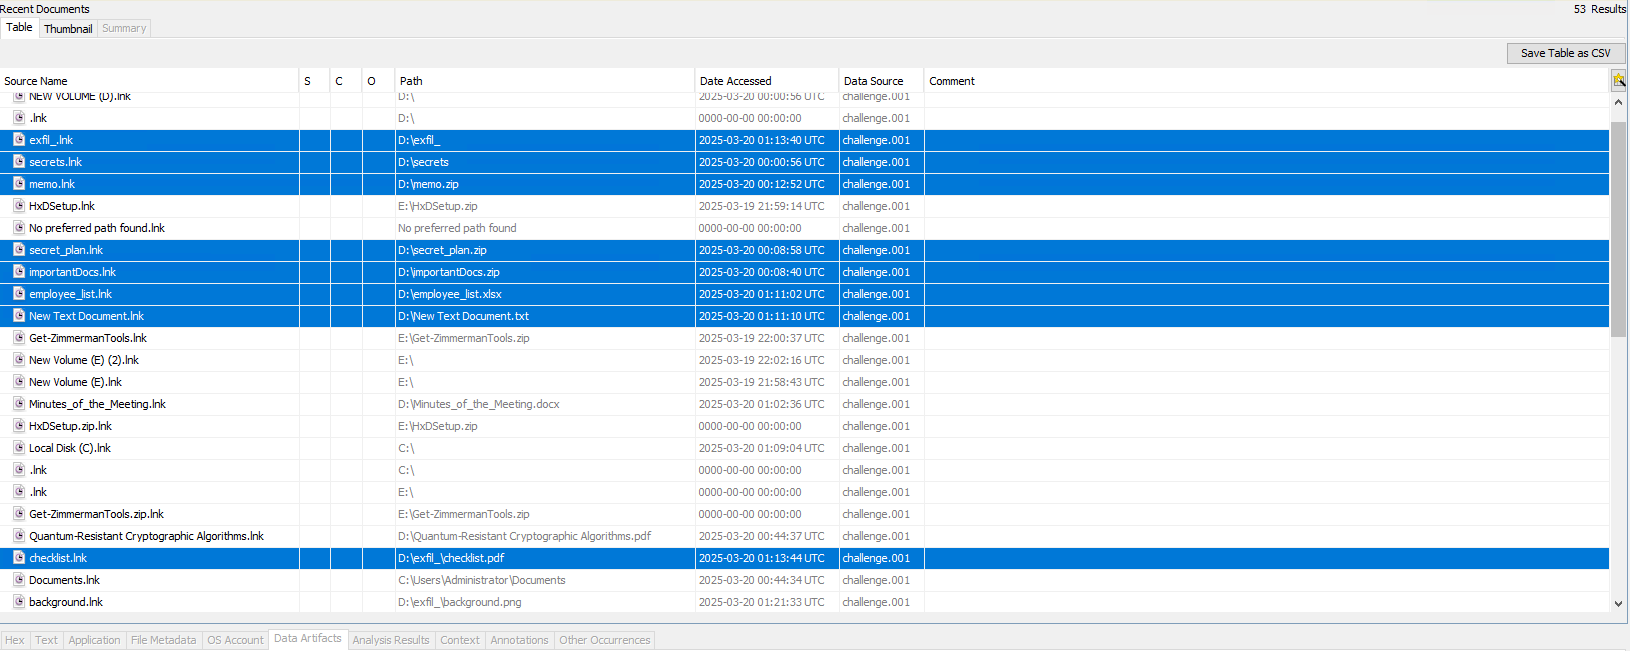 Recent Documents 53 Results
Table Thumbnail Summary
Save Table as CSV
Source Name S C O Path Date Accessed Data Source Comment
NEW VOLUME (D).lnk D:\ 2025-03-20 00:00:56 UTC challenge.001
.lnk D:\ 0000-00-00 00:00:00 challenge.001
exfil_.lnk D:\exfil_ 2025-03-20 01:13:40 UTC challenge.001
secrets.lnk D:\secrets 2025-03-20 00:00:56 UTC challenge.001
memo.lnk D:\memo.zip 2025-03-20 00:12:52 UTC challenge.001
HxDSetup.lnk E:\HxDSetup.zip 2025-03-19 21:59:14 UTC challenge.001
No preferred path found.lnk No preferred path found 0000-00-00 00:00:00 challenge.001
secret_plan.lnk D:\secret_plan.zip 2025-03-20 00:08:58 UTC challenge.001
importantDocs.lnk D:\importantDocs.zip 2025-03-20 00:08:40 UTC challenge.001
employee_list.lnk D:\employee_list.xlsx 2025-03-20 01:11:02 UTC challenge.001
New Text Document.lnk D:\New Text Document.txt 2025-03-20 01:11:10 UTC challenge.001
Get-ZimmermanTools.lnk E:\Get-ZimmermanTools.zip 2025-03-19 22:00:37 UTC challenge.001
New Volume (E) (2).lnk E:\ 2025-03-19 22:02:16 UTC challenge.001
New Volume (E).lnk E:\ 2025-03-19 21:58:43 UTC challenge.001
Minutes_of_the_Meeting.lnk D:\Minutes_of_the_Meeting.docx 2025-03-20 01:02:36 UTC challenge.001
HxDSetup.zip.lnk E:\HxDSetup.zip 0000-00-00 00:00:00 challenge.001
Local Disk (C).lnk C:\ 2025-03-20 01:09:04 UTC challenge.001
.lnk C:\ 0000-00-00 00:00:00 challenge.001
.lnk E:\ 0000-00-00 00:00:00 challenge.001
Get-ZimmermanTools.zip.lnk E:\Get-ZimmermanTools.zip 0000-00-00 00:00:00 challenge.001
Quantum-Resistant Cryptographic Algorithms.lnk D:\Quantum-Resistant Cryptographic Algorithms.pdf 2025-03-20 00:44:37 UTC challenge.001
checklist.lnk D:\exfil_\checklist.pdf 2025-03-20 01:13:44 UTC challenge.001
Documents.lnk C:\Users\Administrator\Documents 2025-03-20 00:44:34 UTC challenge.001
background.lnk D:\exfil_\background.png 2025-03-20 01:21:33 UTC challenge.001
Hex Text Application File Metadata OS Account Data Artifacts Analysis Results Context Annotations Other Occurrences